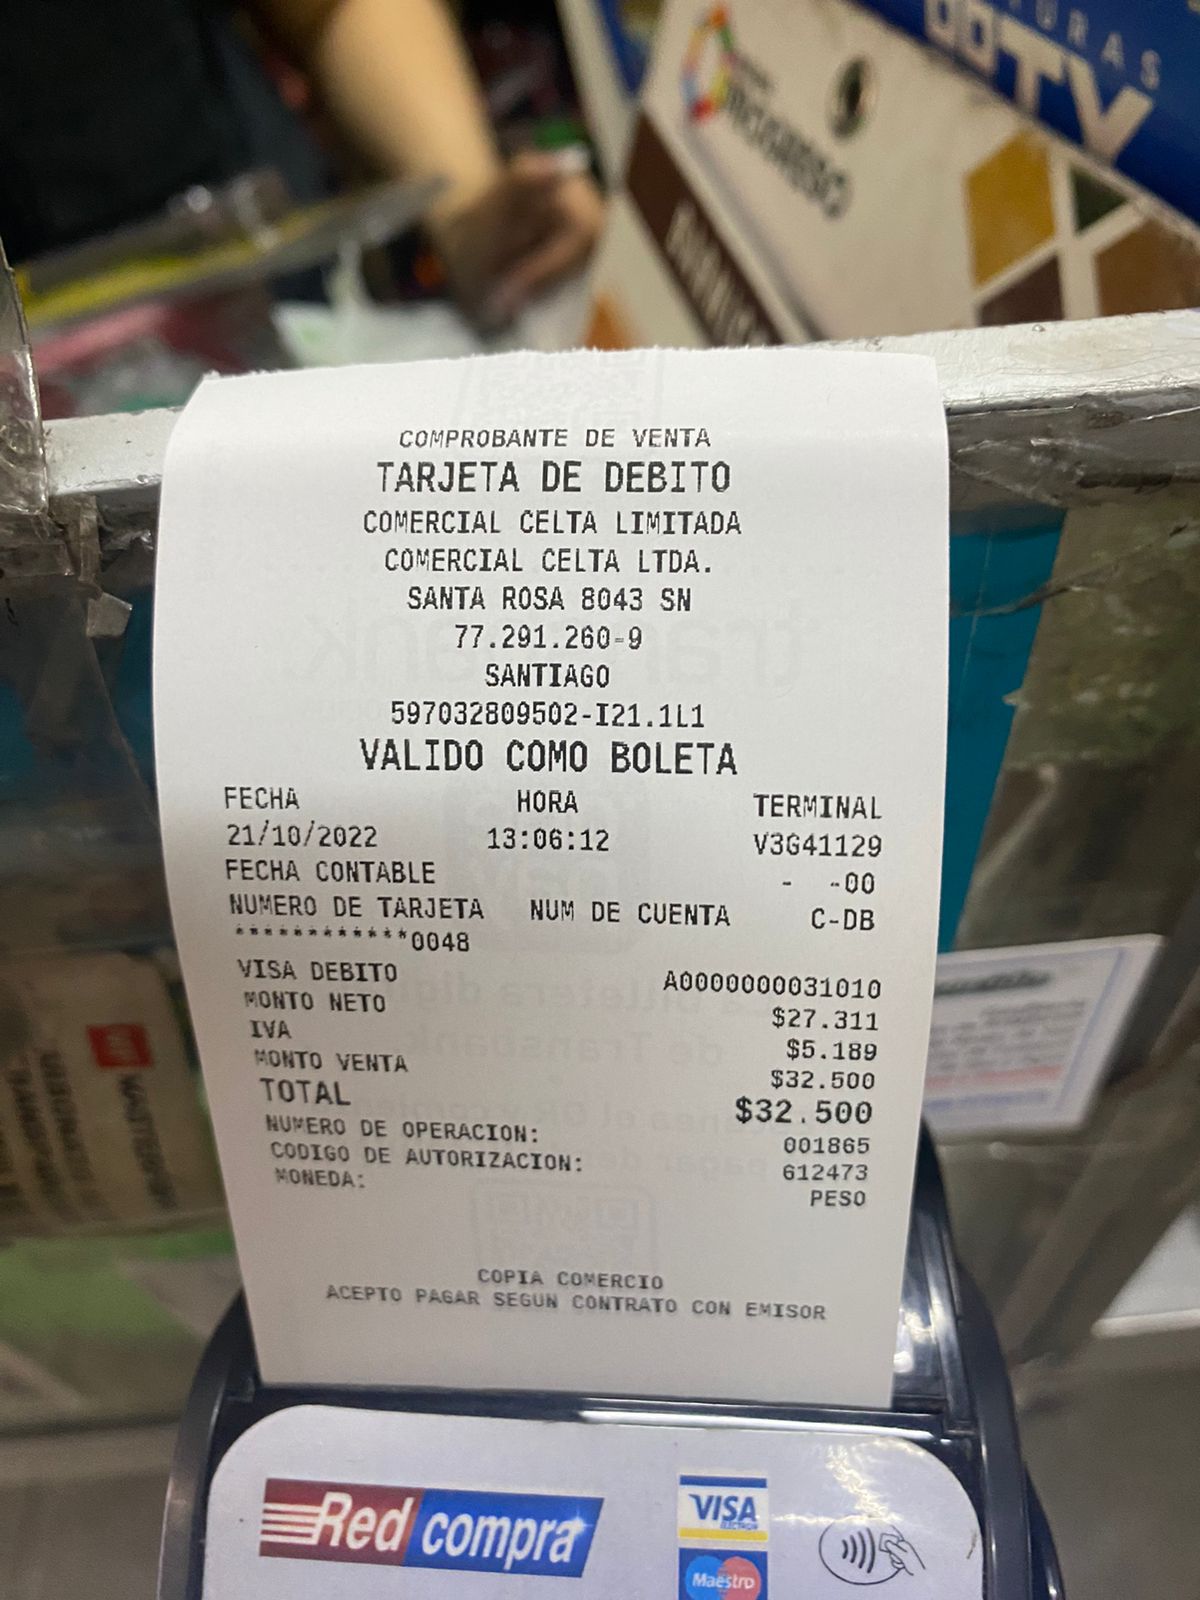 COMPROBANTE DE VENTA
TARJETA DE DEBITO
COMERCIAL CELTA LIMITADA
COMERCIAL CELTA LTDA.
SANTA ROSA 8043 SN
77.291.260-9
SANTIAGO
597032809502-I21.1L1
VALIDO COMO BOLETA
FECHA HORA TERMINAL
21/10/2022 13:06:12 V3G41129
FECHA CONTABLE - -00
NUMERO DE TARJETA NUM DE CUENTA C-DB
************0048
VISA DEBITO A0000000031010
MONTO NETO $27.311
IVA $5.189
MONTO VENTA $32.500
TOTAL $32.500
NUMERO DE OPERACION: 001865
CODIGO DE AUTORIZACION: 612473
MONEDA: PESO
COPIA COMERCIO
ACEPTO PAGAR SEGUN CONTRATO CON EMISOR
Red compra
VISA
ELECTRON
Maestro